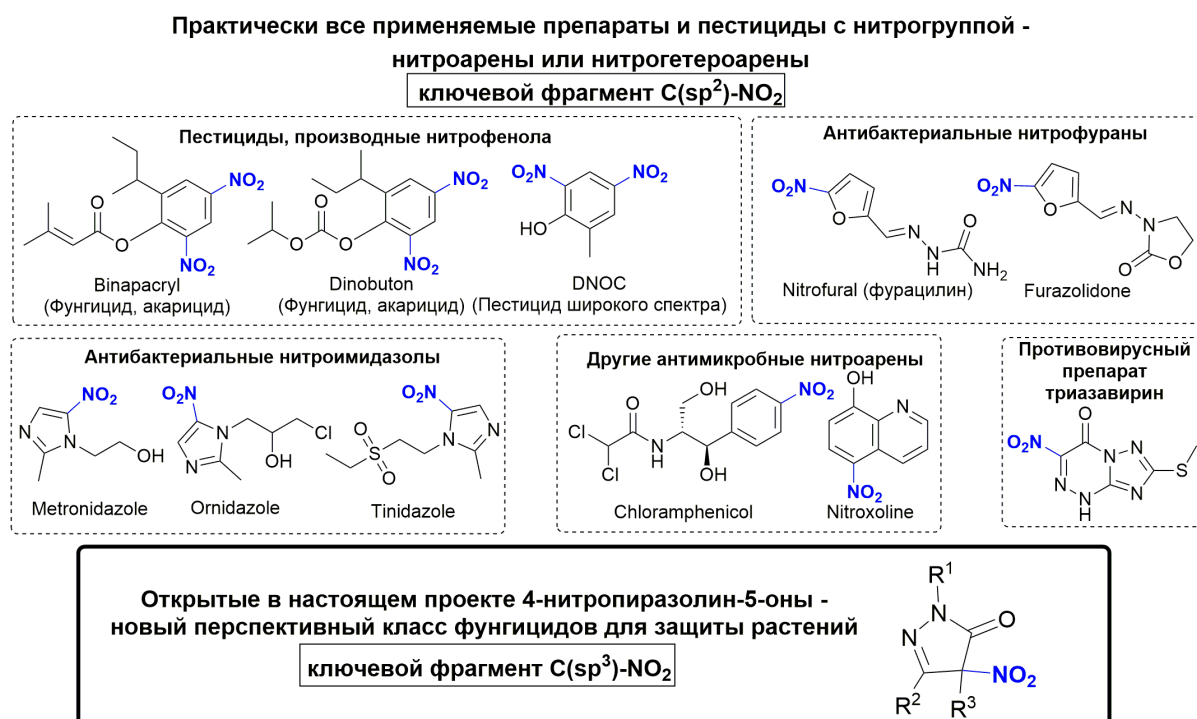 Практически все применяемые препараты и пестициды с нитрогруппой -
нитроарены или нитрогетероарены
ключевой фрагмент C(sp²)-NO₂
Пестициды, производные нитрофенола
NO₂
O
O
NO₂
Binapacryl
(Фунгицид, акарицид)
NO₂
O
O
O
NO₂
Dinobuton
(Фунгицид, акарицид)
O₂N
NO₂
HO
DNOC
(Пестицид широкого спектра)
Антибактериальные нитрофураны
O₂N
O
N
N
H
O
NH₂
Nitrofural (фурацилин)
O₂N
O
N
N
O
O
Furazolidone
Антибактериальные нитроимидазолы
NO₂
N
N
OH
Metronidazole
NO₂
N
N
Cl
OH
Ornidazole
NO₂
O
S
O
N
N
Tinidazole
Другие антимикробные нитроарены
OH
NO₂
O
Cl
Cl
N
H
OH
Chloramphenicol
OH
N
NO₂
Nitroxoline
Противовирусный
препарат
триазавирин
O
O₂N
N
N
N
N
H
N
S
Открытые в настоящем проекте 4-нитропиразолин-5-оны -
новый перспективный класс фунгицидов для защиты растений
ключевой фрагмент C(sp³)-NO₂
R¹
N
O
N
NO₂
R²
R³